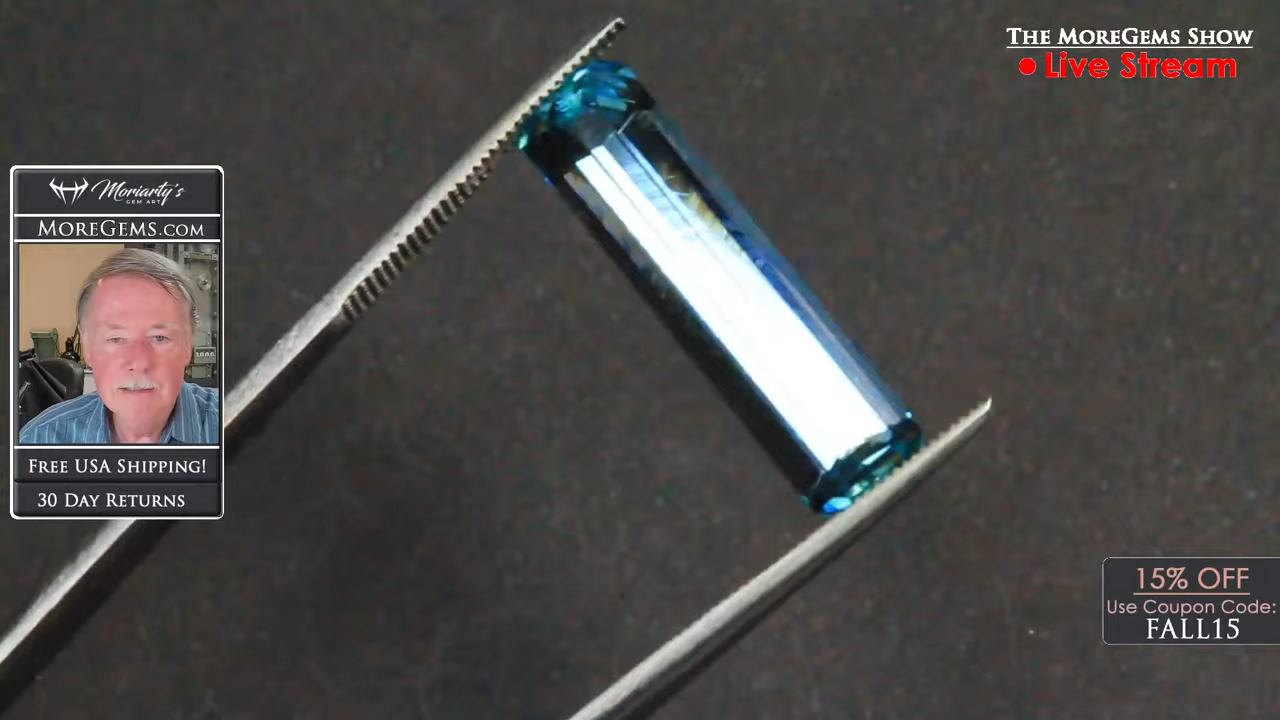 The MoreGems Show
Live Stream
Moriarty's
GEM ART
MoreGems.com
Free USA Shipping!
30 Day Returns
15% OFF
Use Coupon Code:
FALL15